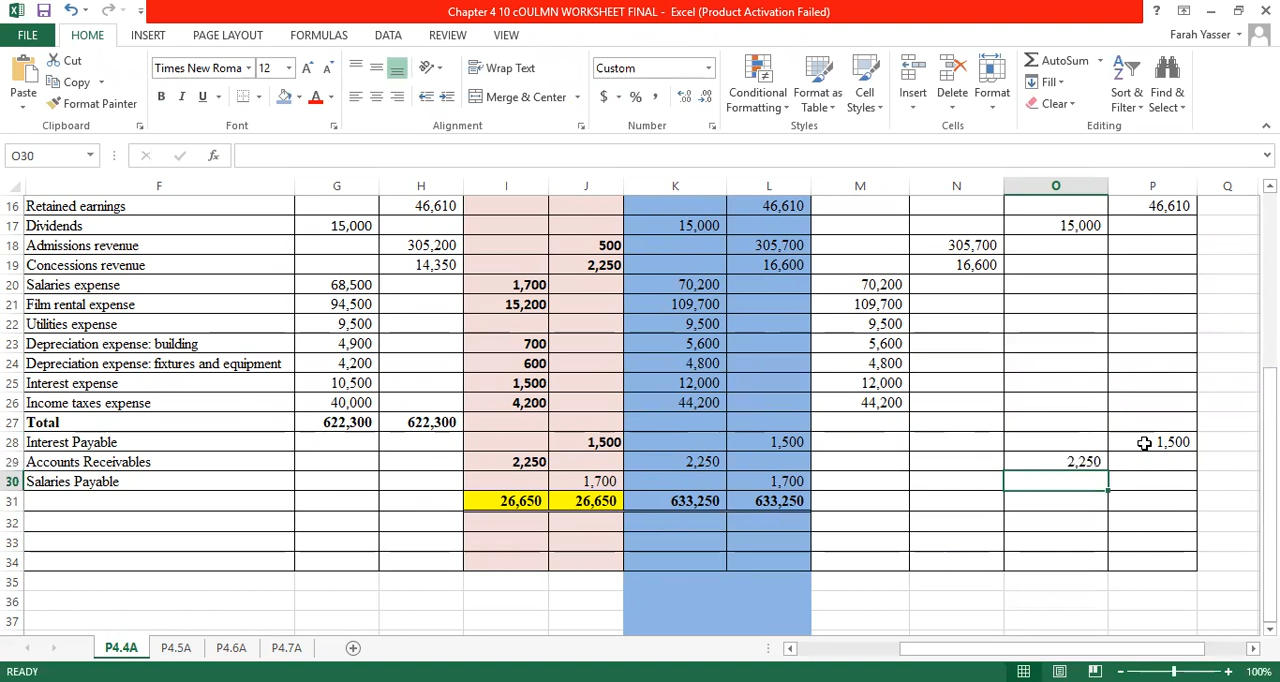 Chapter 4 10 cOULMN WORKSHEET FINAL - Excel (Product Activation Failed)
FILE HOME INSERT PAGE LAYOUT FORMULAS DATA REVIEW VIEW Farah Yasser
Paste Cut Copy Format Painter
Times New Roma 12
B I U
Wrap Text
Merge & Center
Custom
$ % ,
Conditional Formatting Format as Table Cell Styles
Insert Delete Format
AutoSum Fill Clear
Sort & Filter Find & Select
Clipboard Font Alignment Number Styles Cells Editing
O30 fx
F G H I J K L M N O P Q
16 Retained earnings 46,610 46,610 46,610
17 Dividends 15,000 15,000 15,000
18 Admissions revenue 305,200 500 305,700 305,700
19 Concessions revenue 14,350 2,250 16,600 16,600
20 Salaries expense 68,500 1,700 70,200 70,200
21 Film rental expense 94,500 15,200 109,700 109,700
22 Utilities expense 9,500 9,500 9,500
23 Depreciation expense: building 4,900 700 5,600 5,600
24 Depreciation expense: fixtures and equipment 4,200 600 4,800 4,800
25 Interest expense 10,500 1,500 12,000 12,000
26 Income taxes expense 40,000 4,200 44,200 44,200
27 Total 622,300 622,300
28 Interest Payable 1,500 1,500 1,500
29 Accounts Receivables 2,250 2,250 2,250
30 Salaries Payable 1,700 1,700
31 26,650 26,650 633,250 633,250
32
33
34
35
36
37
P4.4A P4.5A P4.6A P4.7A
READY 100%